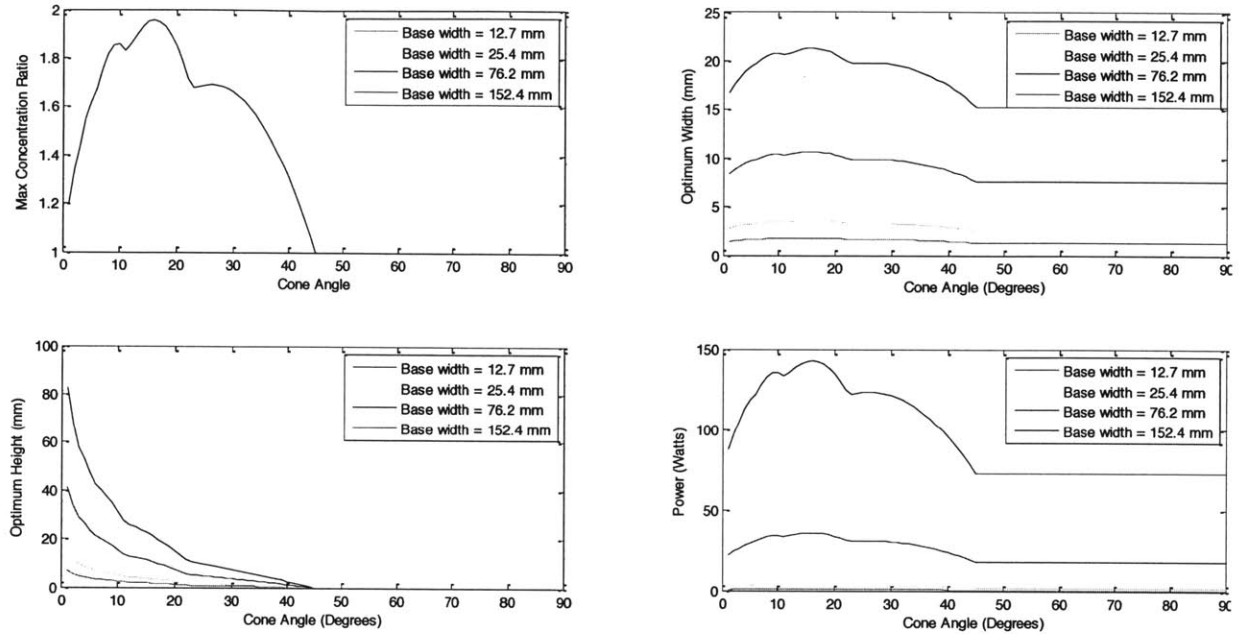 2
1.8
1.6
1.4
1.2
1
Max Concentration Ratio
0 10 20 30 40 50 60 70 80 90
Cone Angle
Base width = 12.7 mm
Base width = 25.4 mm
Base width = 76.2 mm
Base width = 152.4 mm
25
20
15
10
5
0
Optimum Width (mm)
0 10 20 30 40 50 60 70 80 90
Cone Angle (Degrees)
Base width = 12.7 mm
Base width = 25.4 mm
Base width = 76.2 mm
Base width = 152.4 mm
100
80
60
40
20
0
Optimum Height (mm)
0 10 20 30 40 50 60 70 80 90
Cone Angle (Degrees)
Base width = 12.7 mm
Base width = 25.4 mm
Base width = 76.2 mm
Base width = 152.4 mm
150
100
50
0
Power (Watts)
0 10 20 30 40 50 60 70 80 90
Cone Angle (Degrees)
Base width = 12.7 mm
Base width = 25.4 mm
Base width = 76.2 mm
Base width = 152.4 mm